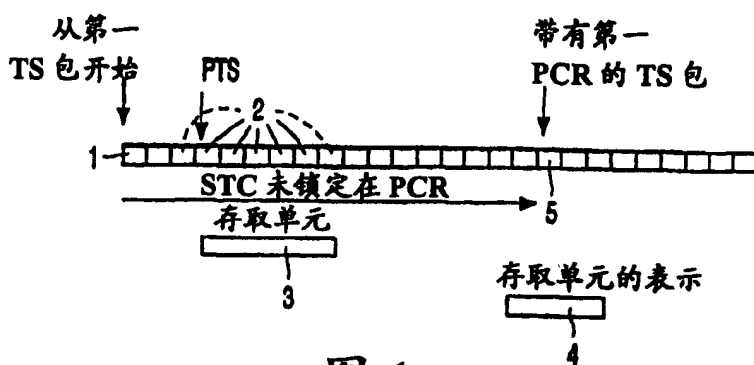 从第一
TS 包开始
PTS
2
带有第一
PCR 的 TS 包
1
STC 未锁定在 PCR
5
存取单元
3
存取单元的表示
4